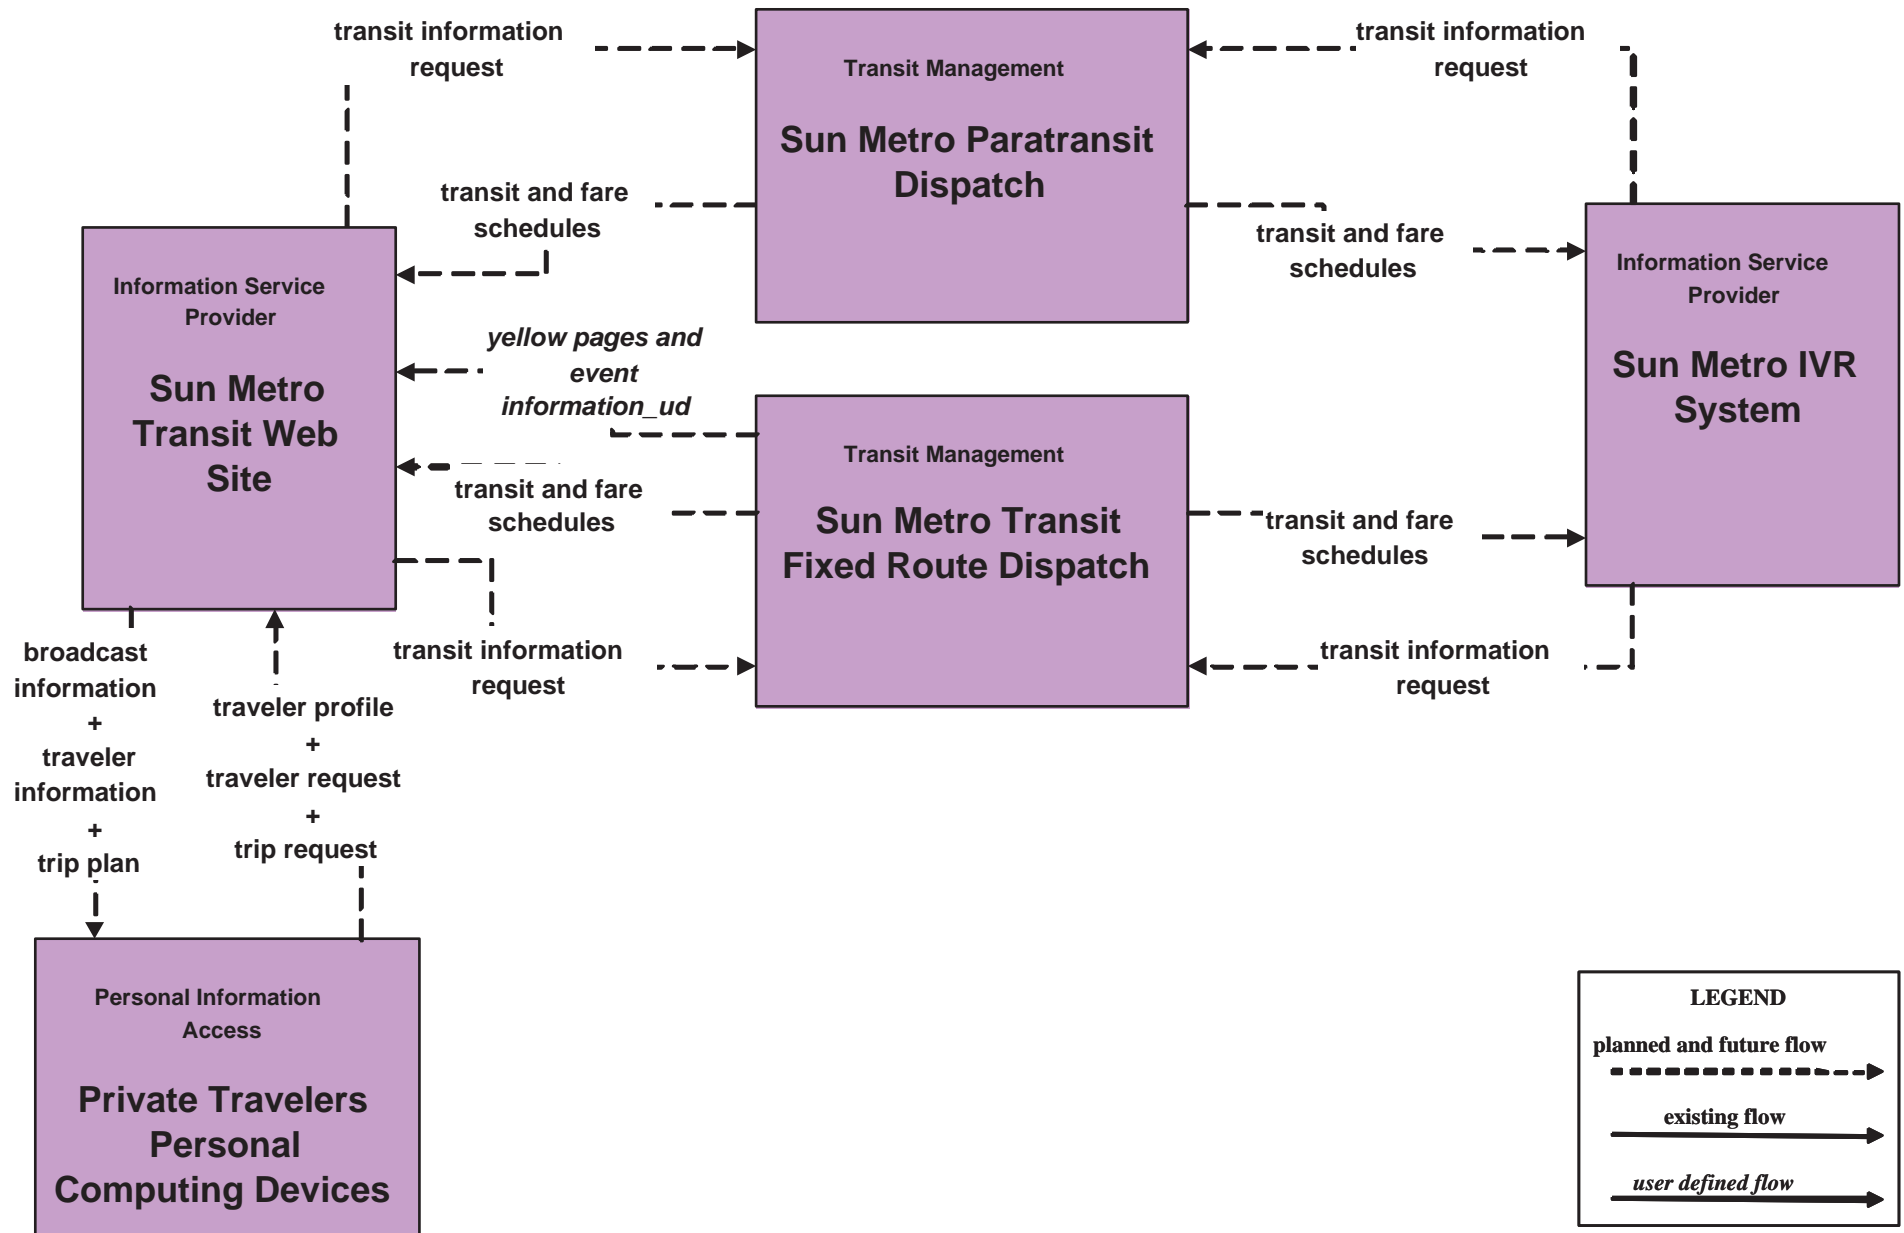 transit information
request
transit information
request
Transit Management
Sun Metro Paratransit
Dispatch
transit and fare
schedules
transit and fare
schedules
Information Service
Provider
Sun Metro
Transit Web
Site
Information Service
Provider
Sun Metro IVR
System
yellow pages and
event
information_ud
Transit Management
Sun Metro Transit
Fixed Route Dispatch
transit and fare
schedules
transit and fare
schedules
transit information
request
transit information
request
broadcast
information
+
traveler
information
+
trip plan
traveler profile
+
traveler request
+
trip request
Personal Information
Access
Private Travelers
Personal
Computing Devices
LEGEND
planned and future flow
existing flow
user defined flow